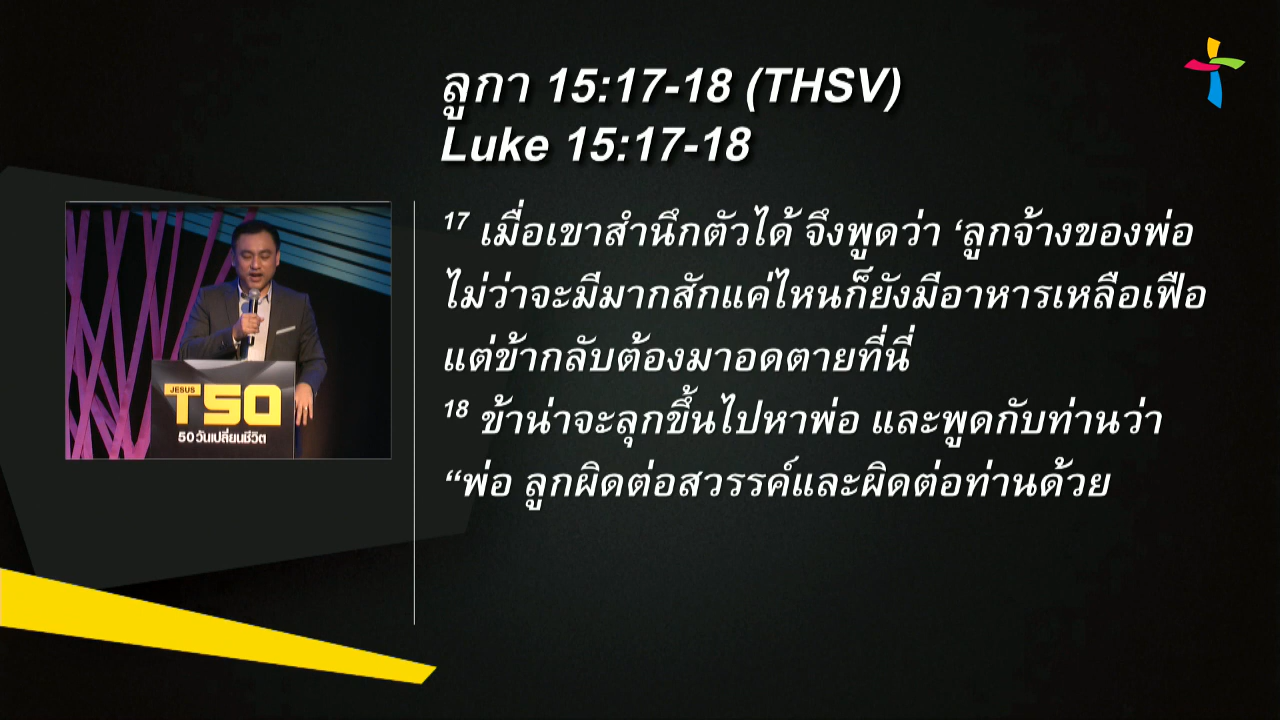 ลูกา 15:17-18 (THSV)
Luke 15:17-18
17 เมื่อเขาสำนึกตัวได้ จึงพูดว่า ‘ลูกจ้างของพ่อ
ไม่ว่าจะมีมากสักแค่ไหนก็ยังมีอาหารเหลือเฟือ
แต่ข้ากลับต้องมาอดตายที่นี่
18 ข้าน่าจะลุกขึ้นไปหาพ่อ และพูดกับท่านว่า
“พ่อ ลูกผิดต่อสวรรค์และผิดต่อท่านด้วย
JESUS
T50
50วันเปลี่ยนชีวิต